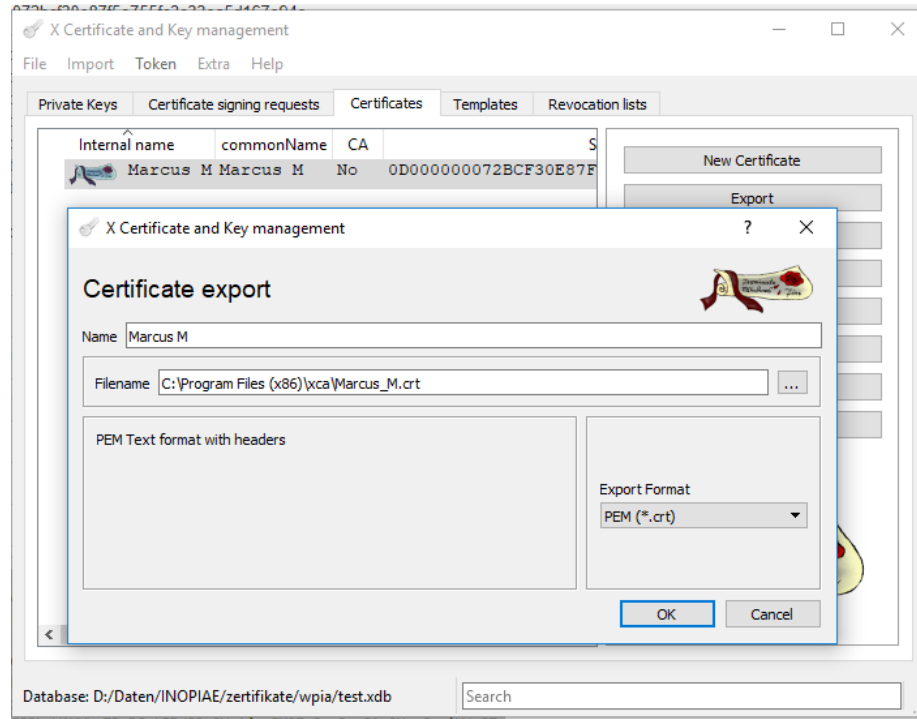 X Certificate and Key management
File Import Token Extra Help
Private Keys Certificate signing requests Certificates Templates Revocation lists
Internal name commonName CA S
Marcus M Marcus M No 0D000000072BCF30E87F
New Certificate
Export
X Certificate and Key management ?
Certificate export
Name Marcus M
Filename C:\Program Files (x86)\xca\Marcus_M.crt ...
PEM Text format with headers
Export Format
PEM (*.crt)
OK Cancel
Database: D:/Daten/INOPIAE/zertifikate/wpia/test.xdb Search